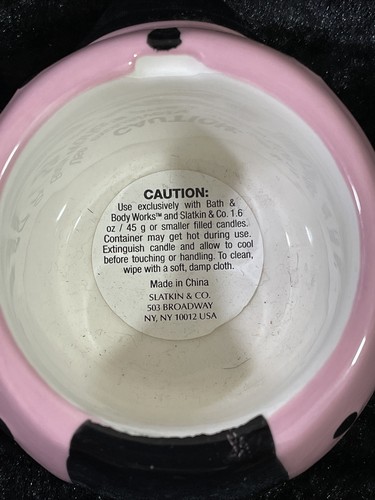 CAUTION:
Use exclusively with Bath &
Body Works™ and Slatkin & Co. 1.6
oz / 45 g or smaller filled candles.
Container may get hot during use.
Extinguish candle and allow to cool
before touching or handling. To clean,
wipe with a soft, damp cloth.
Made in China
SLATKIN & CO.
503 BROADWAY
NY, NY 10012 USA